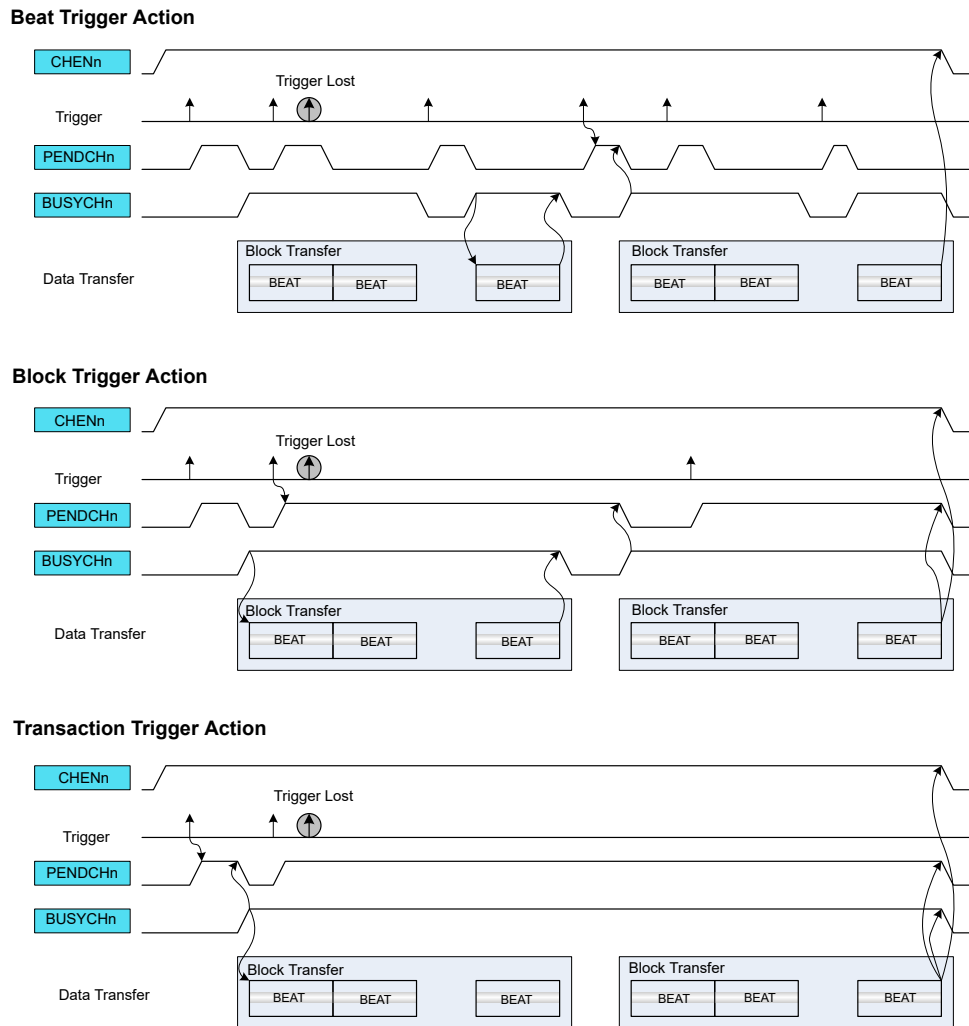 Beat Trigger Action
CHENn
Trigger Lost
Trigger
PENDCHn
BUSYCHn
Block Transfer
Block Transfer
Data Transfer
BEAT
BEAT
BEAT
BEAT
BEAT
BEAT
Block Trigger Action
CHENn
Trigger Lost
Trigger
PENDCHn
BUSYCHn
Block Transfer
Block Transfer
Data Transfer
BEAT
BEAT
BEAT
BEAT
BEAT
BEAT
Transaction Trigger Action
CHENn
Trigger Lost
Trigger
PENDCHn
BUSYCHn
Block Transfer
Block Transfer
Data Transfer
BEAT
BEAT
BEAT
BEAT
BEAT
BEAT